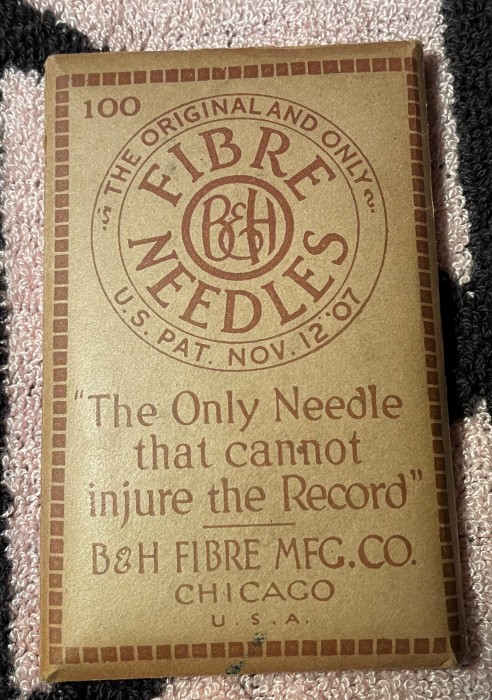 100
THE ORIGINAL AND ONLY
FIBRE
B&H
NEEDLES
U.S. PAT. NOV. 12"'07
"The Only Needle
that cannot
injure the Record"
B&H FIBRE MFG. CO.
CHICAGO
U.S.A.